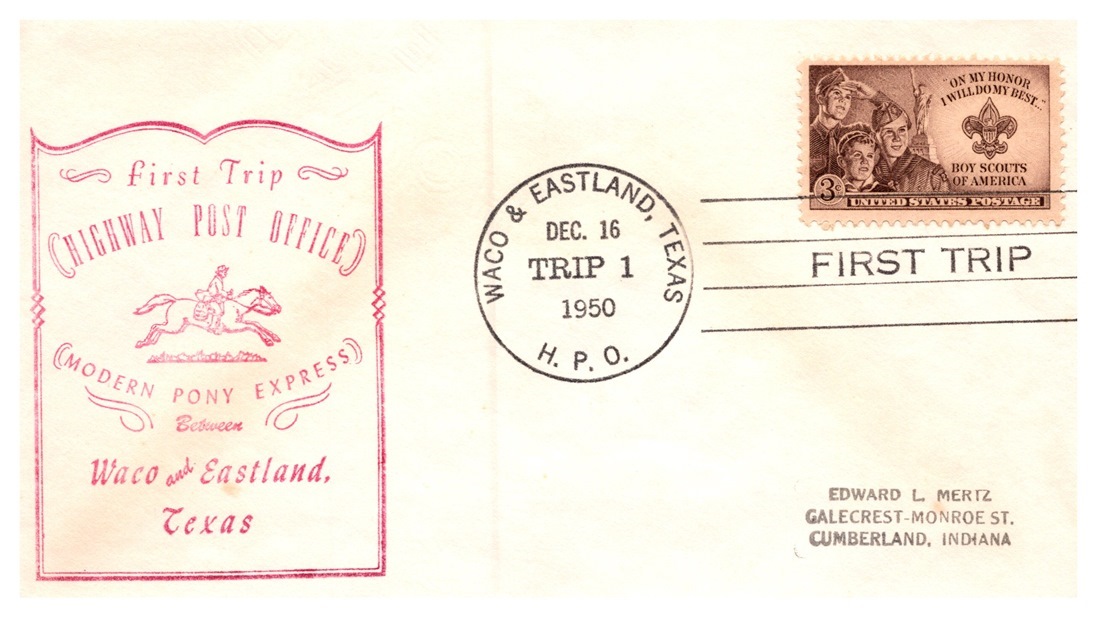 First Trip
HIGHWAY POST OFFICE
MODERN PONY EXPRESS
Between
Waco and Eastland,
Texas
WACO & EASTLAND, TEXAS
DEC. 16
TRIP 1
1950
H. P. O.
"ON MY HONOR
I WILL DO MY BEST..."
BOY SCOUTS
OF AMERICA
3¢
UNITED STATES POSTAGE
FIRST TRIP
EDWARD L. MERTZ
GALECREST-MONROE ST.
CUMBERLAND, INDIANA